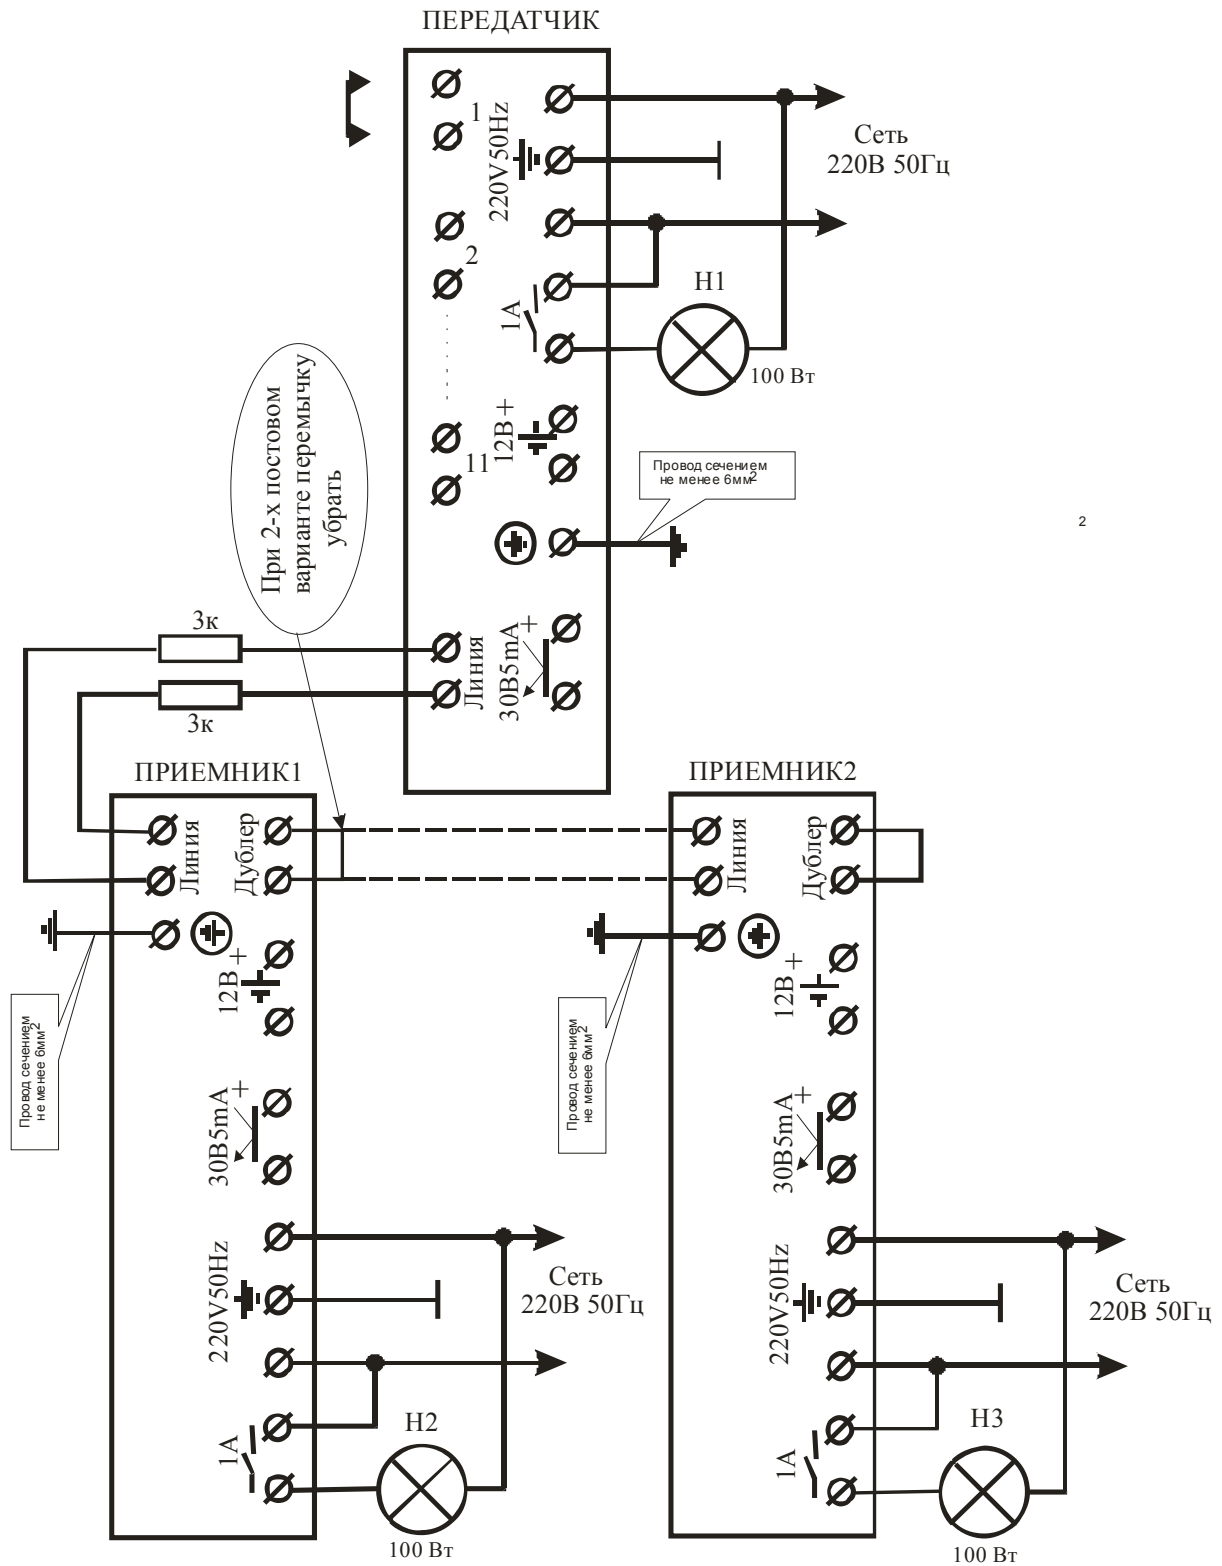 ПЕРЕДАТЧИК
1
220V50Hz
Сеть
220В 50Гц
2
1А
Н1
100 Вт
12В +
11
Провод сечением
не менее 6мм2
2
При 2-х постовом
варианте перемычку
убрать
3к
3к
Линия
30В5mA +
ПРИЕМНИК1
Линия
Дублер
12В +
Провод сечением
не менее 6мм2
30В5mA +
220V50Hz
Сеть
220В 50Гц
1А
Н2
100 Вт
ПРИЕМНИК2
Линия
Дублер
12В +
Провод сечением
не менее 6мм2
30В5mA +
220V50Hz
Сеть
220В 50Гц
1А
Н3
100 Вт